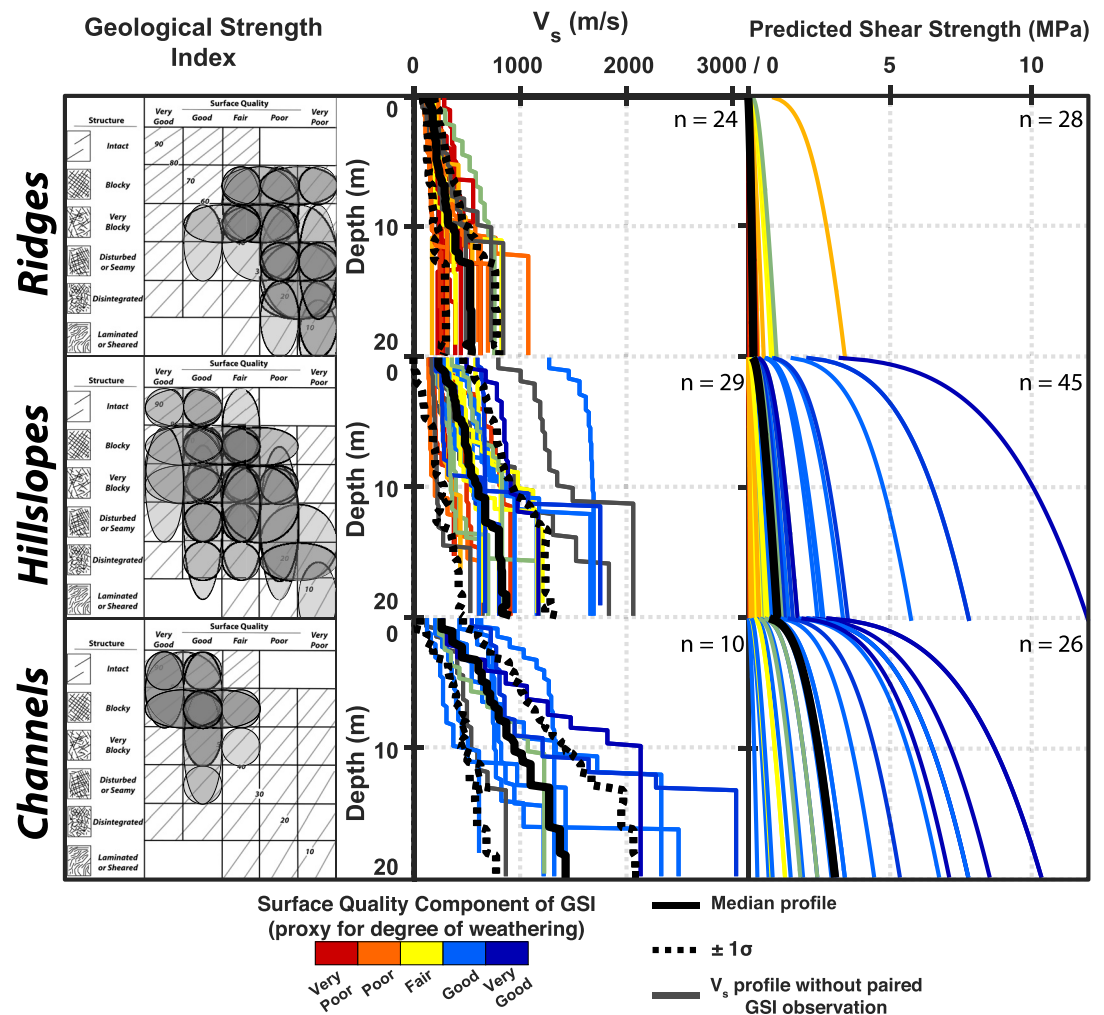 Geological Strength
Index
Vs (m/s)
Predicted Shear Strength (MPa)
0 1000 2000 3000 / 0 5 10
Ridges
Structure
Surface Quality
Very Good
Good
Fair
Poor
Very Poor
Intact
Blocky
Very Blocky
Disturbed or Seamy
Disintegrated
Laminated or Sheared
90
80
70
60
40
3
20
10
Depth (m)
0
10
20
n = 24
n = 28
Hillslopes
Structure
Surface Quality
Very Good
Good
Fair
Poor
Very Poor
Intact
Blocky
Very Blocky
Disturbed or Seamy
Disintegrated
Laminated or Sheared
90
20
10
Depth (m)
0
10
20
n = 29
n = 45
Channels
Structure
Surface Quality
Very Good
Good
Fair
Poor
Very Poor
Intact
Blocky
Very Blocky
Disturbed or Seamy
Disintegrated
Laminated or Sheared
40
30
20
10
Depth (m)
0
10
20
n = 10
n = 26
Surface Quality Component of GSI
(proxy for degree of weathering)
Very Poor
Poor
Fair
Good
Very Good
Median profile
± 1σ
Vs profile without paired
GSI observation